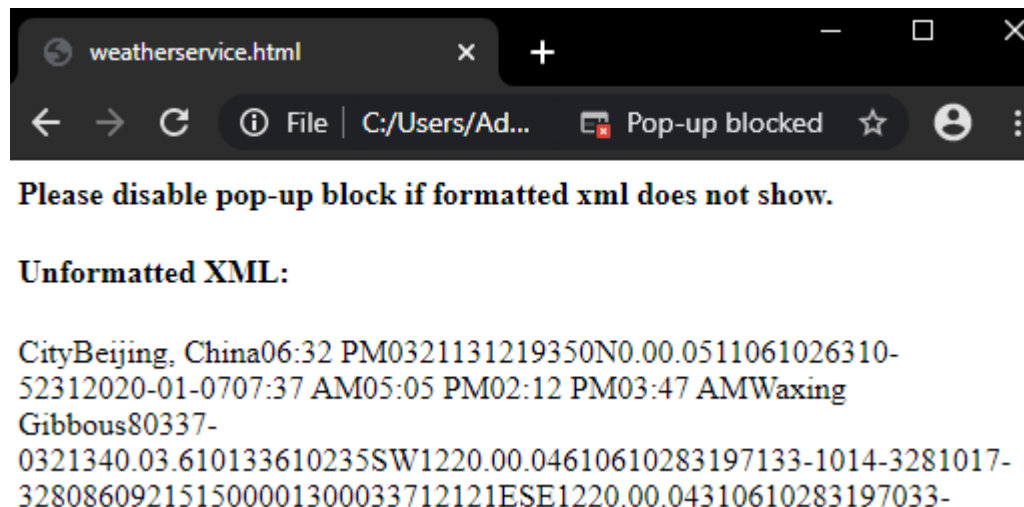 weatherservice.html
File C:/Users/Ad... Pop-up blocked
Please disable pop-up block if formatted xml does not show.
Unformatted XML:
CityBeijing, China06:32 PM0321131219350N0.00.0511061026310-
52312020-01-0707:37 AM05:05 PM02:12 PM03:47 AMWaxing
Gibbous80337-
0321340.03.610133610235SW1220.00.04610610283197133-1014-3281017-
3280860921515000013000337121​21ESE1220.00.04310610283197033-